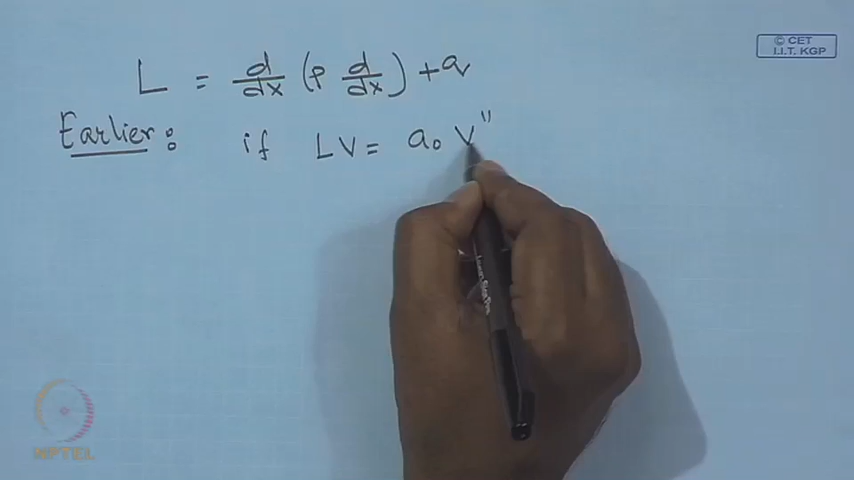 © CET
I.I.T. KGP
L = d/dx (p d/dx) + q
Earlier: if LV = a₀ V''
NPTEL